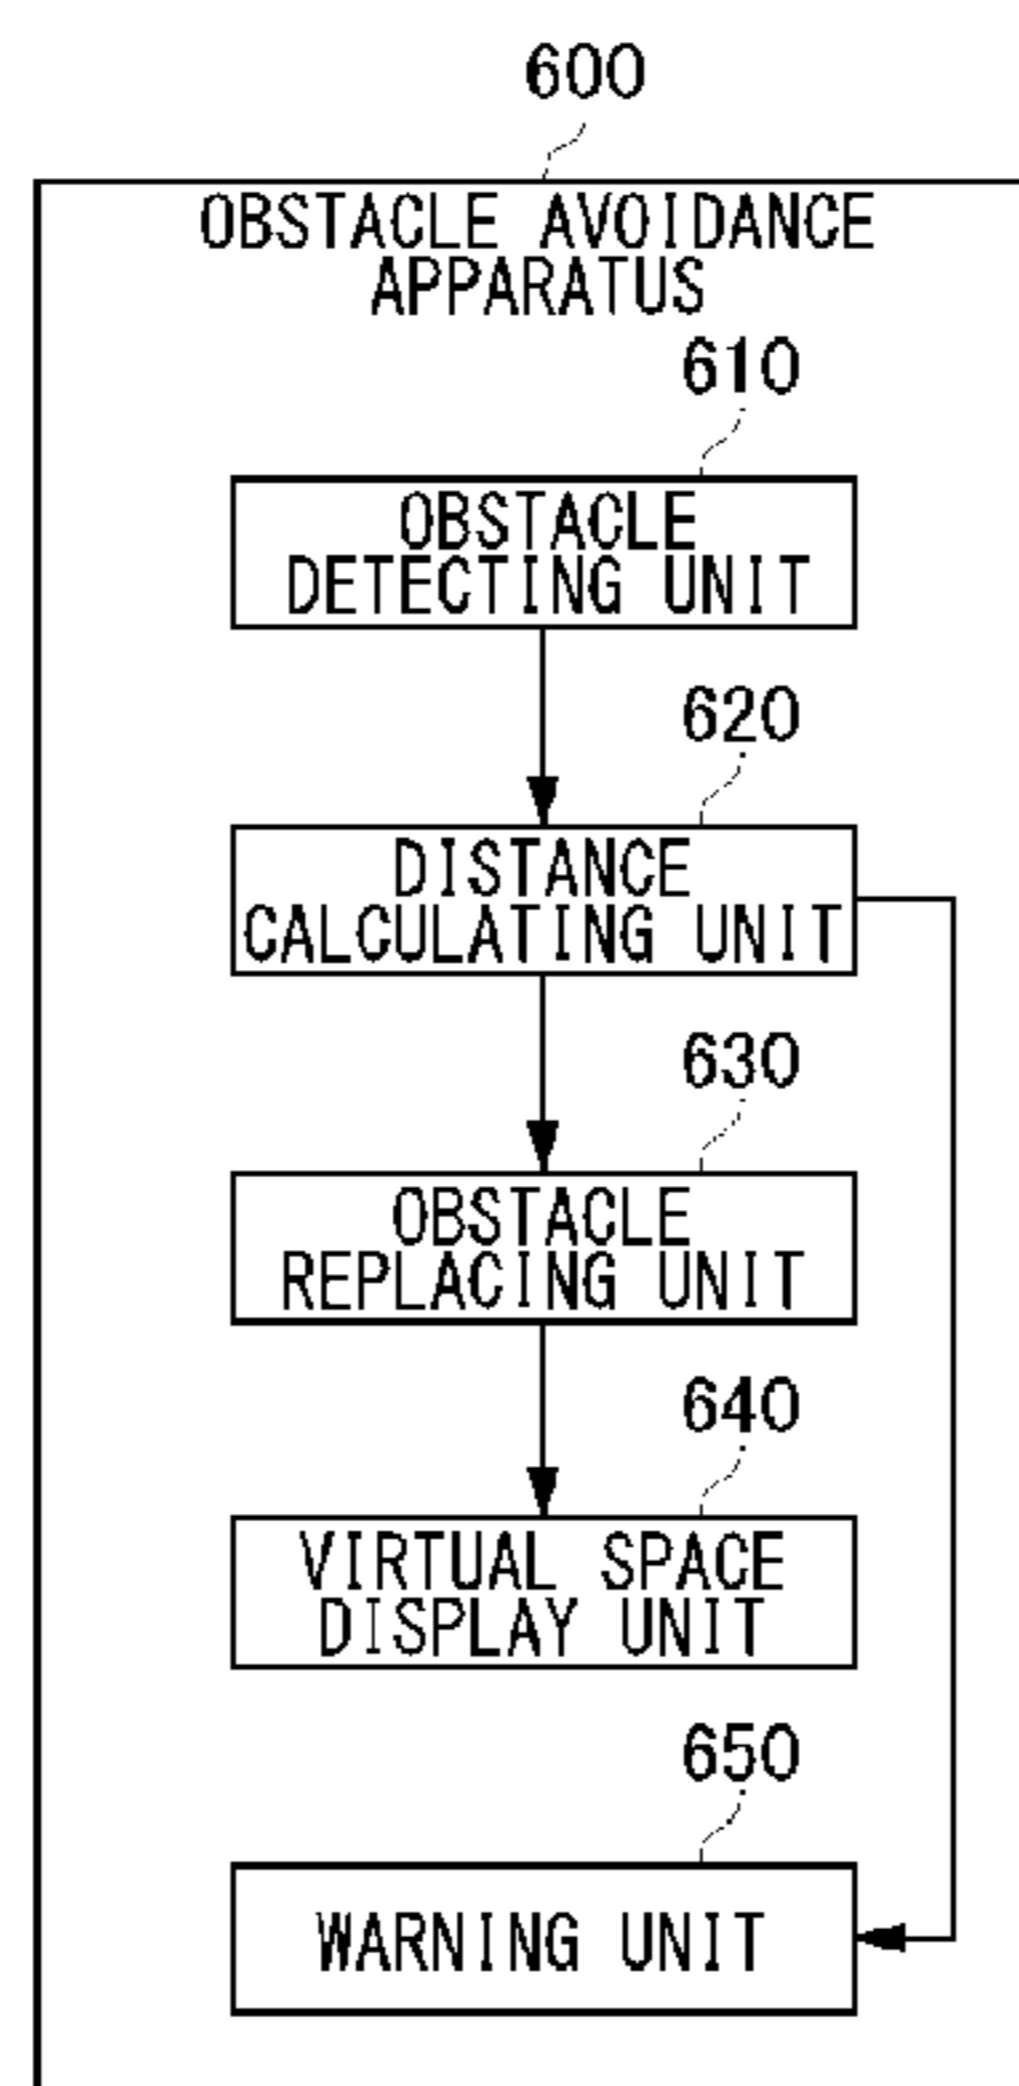 600
OBSTACLE AVOIDANCE
APPARATUS
610
OBSTACLE
DETECTING UNIT
620
DISTANCE
CALCULATING UNIT
630
OBSTACLE
REPLACING UNIT
640
VIRTUAL SPACE
DISPLAY UNIT
650
WARNING UNIT